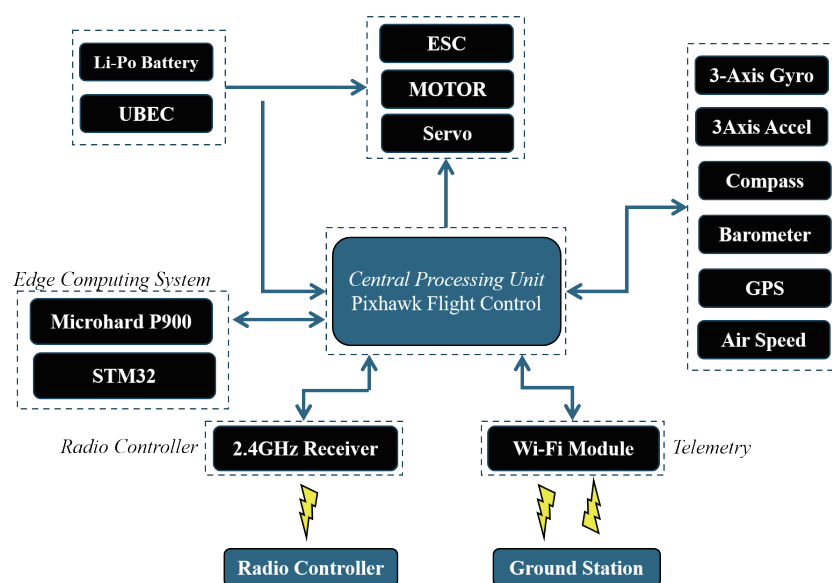 Li-Po Battery
UBEC
ESC
MOTOR
Servo
3-Axis Gyro
3Axis Accel
Compass
Barometer
GPS
Air Speed
Central Processing Unit
Pixhawk Flight Control
Edge Computing System
Microhard P900
STM32
Radio Controller
2.4GHz Receiver
Wi-Fi Module
Telemetry
Radio Controller
Ground Station